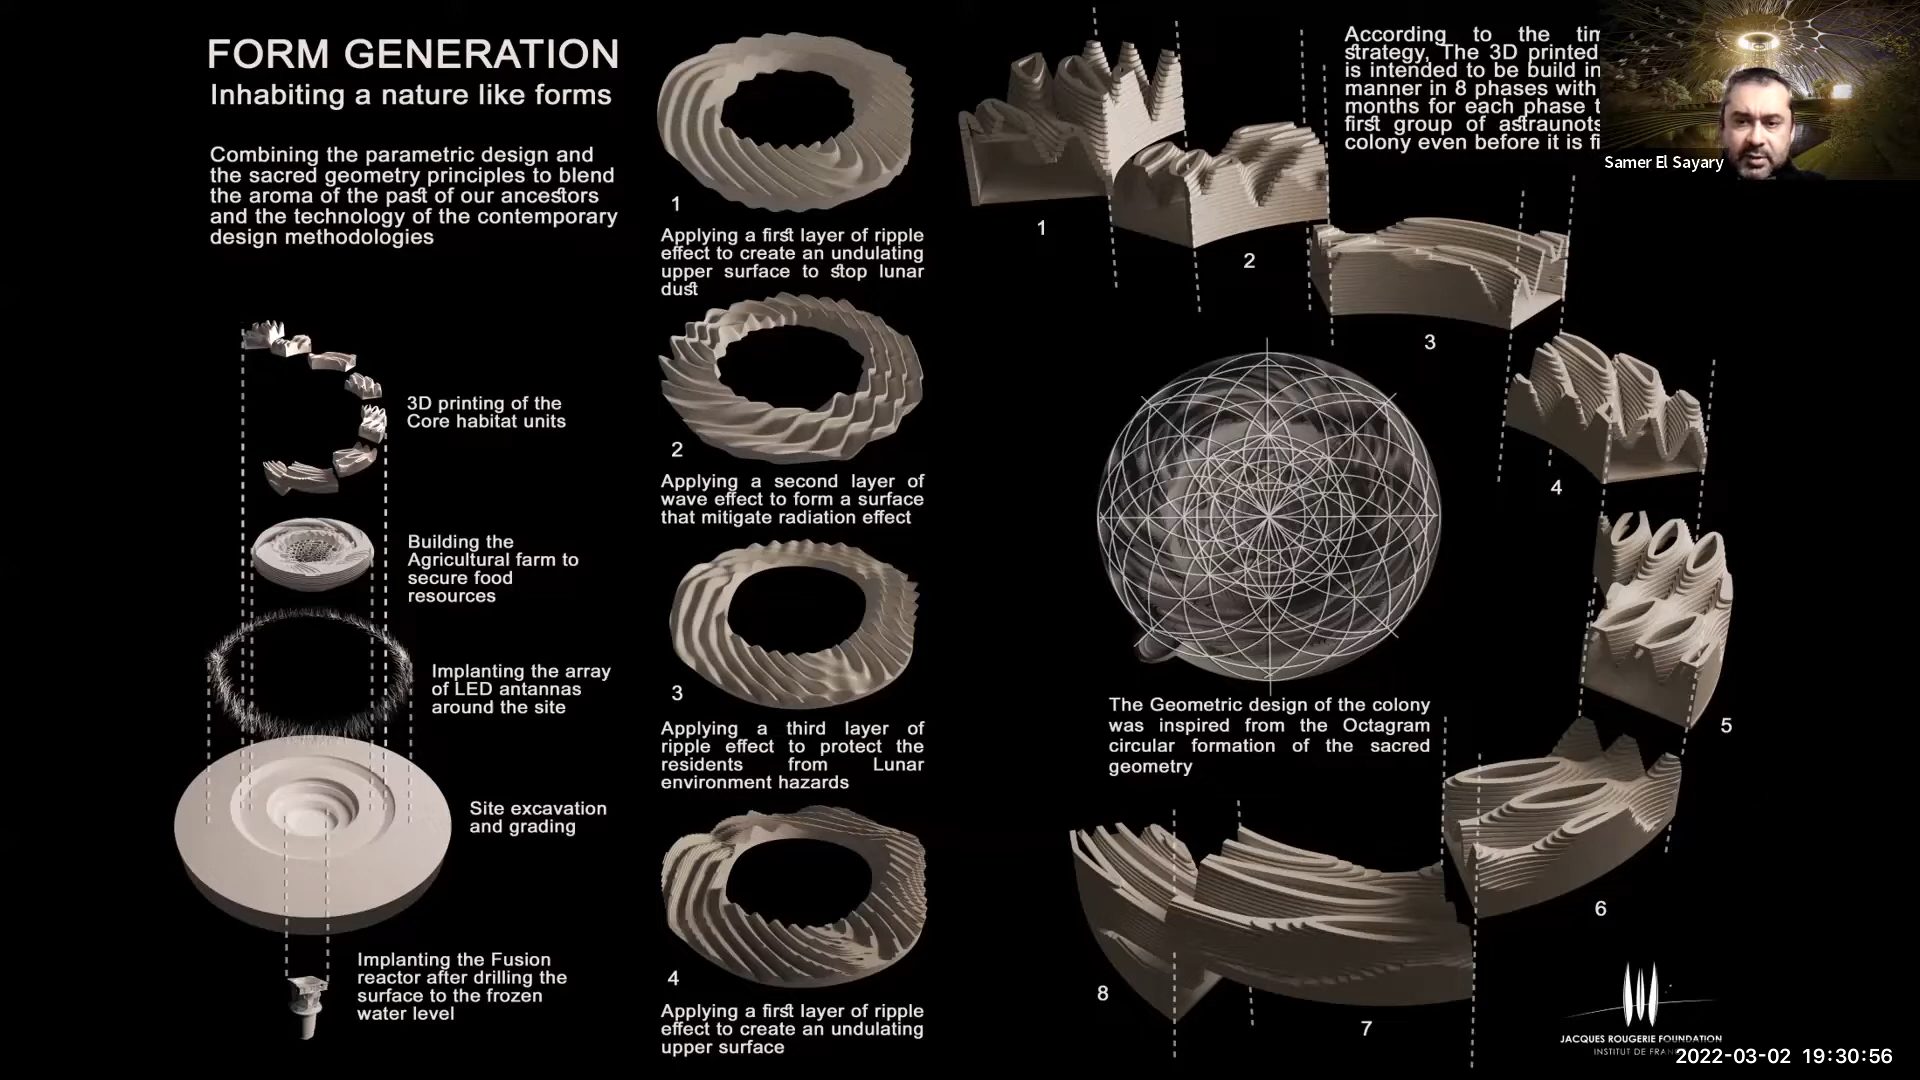 FORM GENERATION
Inhabiting a nature like forms
Combining the parametric design and
the sacred geometry principles to blend
the aroma of the past of our ancestors
and the technology of the contemporary
design methodologies
3D printing of the
Core habitat units
Building the
Agricultural farm to
secure food
resources
Implanting the array
of LED antannas
around the site
Site excavation
and grading
Implanting the Fusion
reactor after drilling the
surface to the frozen
water level
1
Applying a first layer of ripple
effect to create an undulating
upper surface to stop lunar
dust
2
Applying a second layer of
wave effect to form a surface
that mitigate radiation effect
3
Applying a third layer of
ripple effect to protect the
residents from Lunar
environment hazards
4
Applying a first layer of ripple
effect to create an undulating
upper surface
According to the
strategy, The 3D printed
is intended to be build in
manner in 8 phases with
months for each phase
first group of astraunots
colony even before it is
Samer El Sayary
1
2
3
4
5
6
7
8
The Geometric design of the colony
was inspired from the Octagram
circular formation of the sacred
geometry
JACQUES ROUGERIE FOUNDATION
INSTITUT DE
2022-03-02 19:30:56